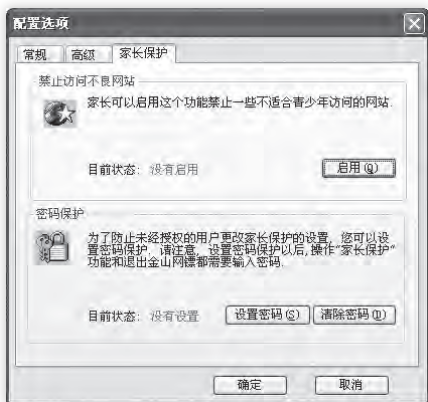 配置选项
常规 高级 家长保护
禁止访问不良网站
家长可以启用这个功能禁止一些不适合青少年访问的网站.
目前状态: 没有启用 启用(Q)
密码保护
为了防止未经授权的用户更改家长保护的设置, 您可以设
置密码保护. 请注意, 设置密码保护以后,操作"家长保护"
功能和退出金山网镖都需要输入密码.
目前状态: 没有设置 设置密码(S) 清除密码(D)
确定 取消